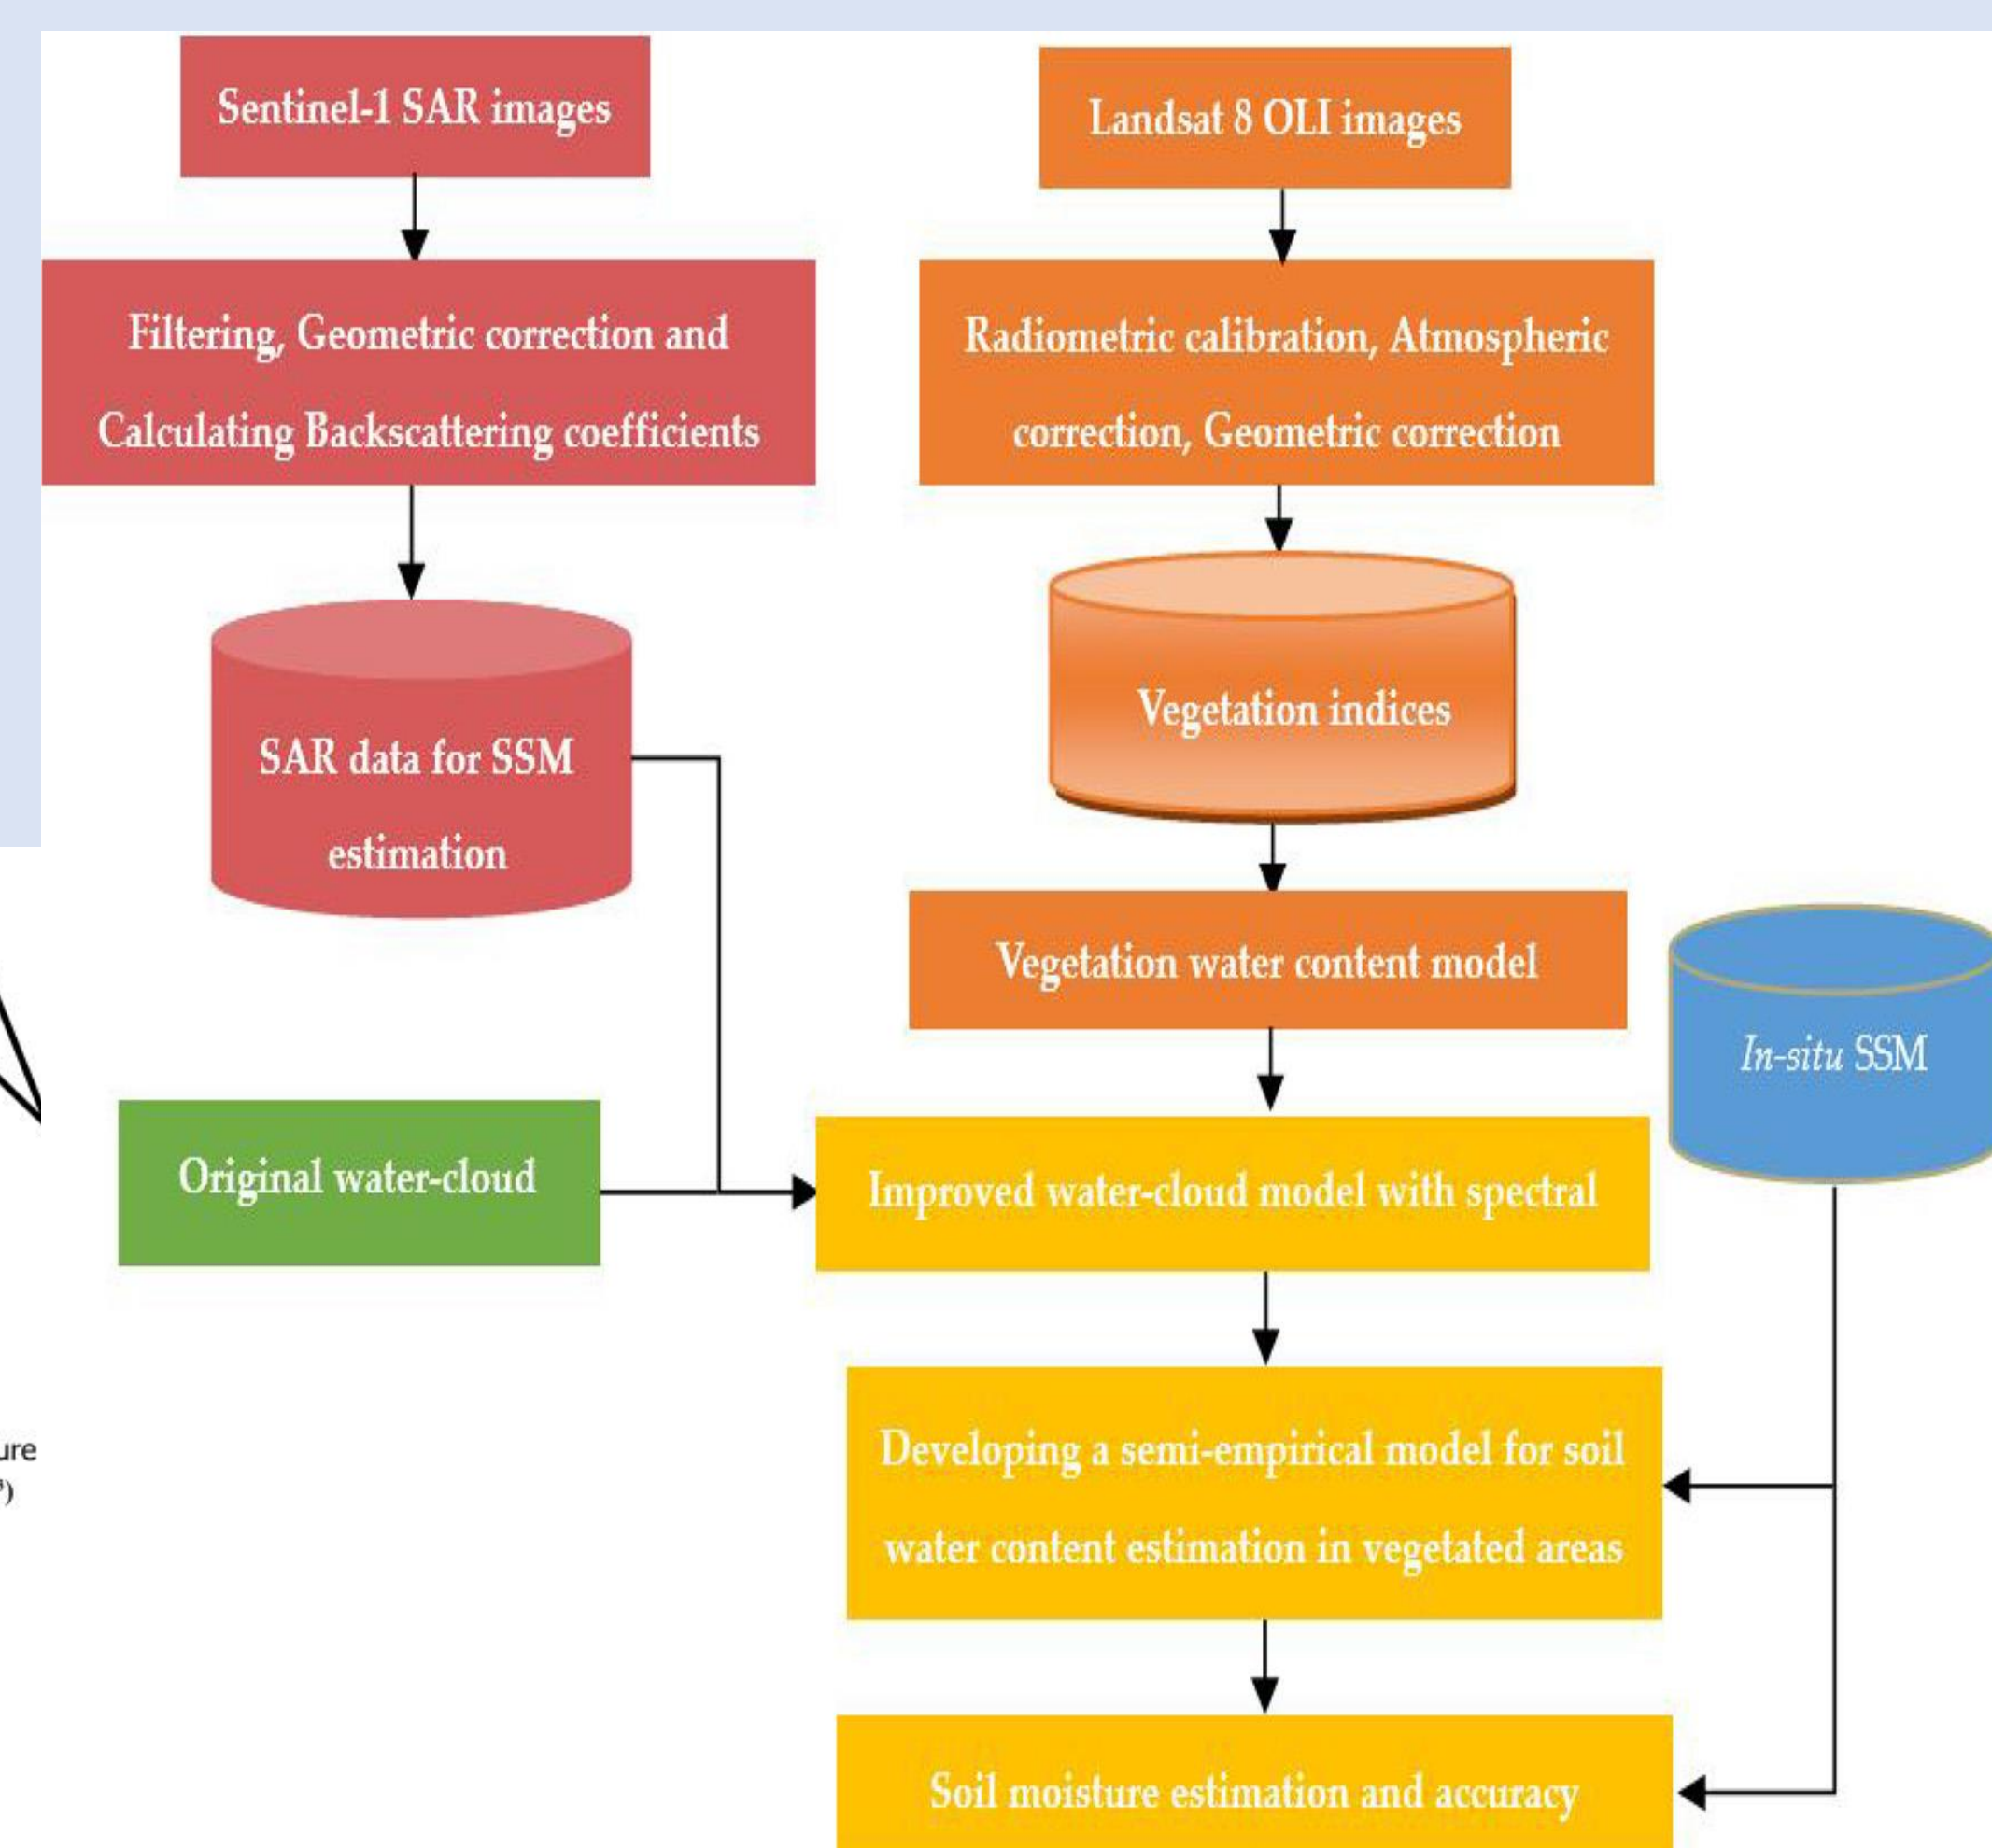 Sentinel-1 SAR images
Landsat 8 OLI images
Filtering, Geometric correction and
Calculating Backscattering coefficients
Radiometric calibration, Atmospheric
correction, Geometric correction
SAR data for SSM
estimation
Vegetation indices
Vegetation water content model
In-situ SSM
Original water-cloud
Improved water-cloud model with spectral
Developing a semi-empirical model for soil
water content estimation in vegetated areas
Soil moisture estimation and accuracy